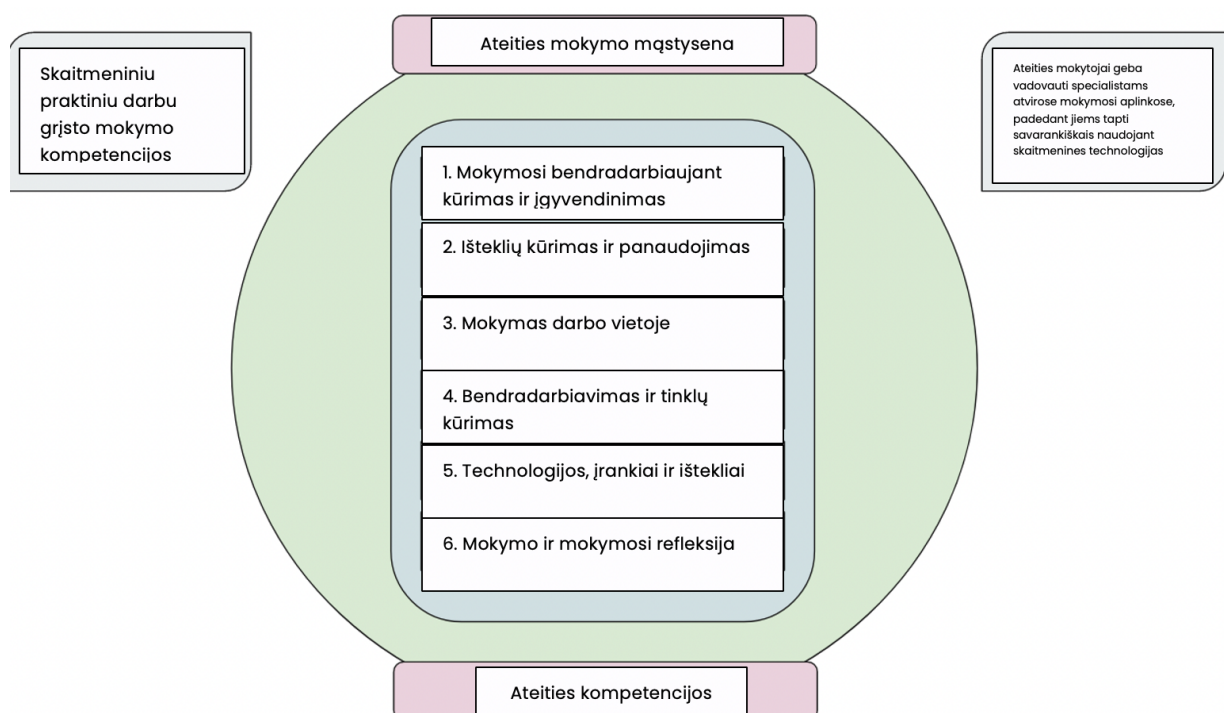 Ateities mokymo mąstysena
Skaitmeniniu
praktiniu darbu
grįsto mokymo
kompetencijos
Ateities mokytojai geba
vadovauti specialistams
atvirose mokymosi aplinkose,
padedant jiems tapti
savarankiškais naudojant
skaitmenines technologijas
1. Mokymosi bendradarbiaujant
kūrimas ir įgyvendinimas
2. Išteklių kūrimas ir panaudojimas
3. Mokymas darbo vietoje
4. Bendradarbiavimas ir tinklų
kūrimas
5. Technologijos, įrankiai ir ištekliai
6. Mokymo ir mokymosi refleksija
Ateities kompetencijos